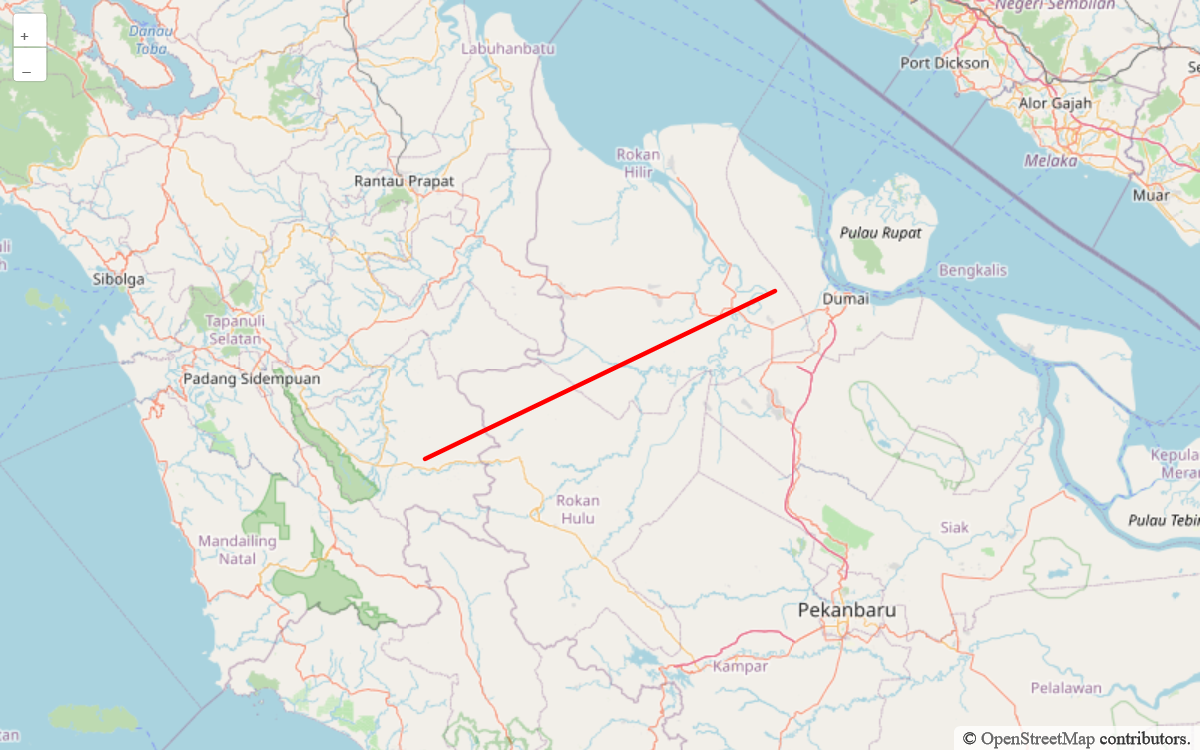 +
–
Danau
Toba
Labuhanbatu
Negeri Sembilan
Port Dickson
Alor Gajah
Melaka
Muar
Rokan
Hilir
Rantau Prapat
Pulau Rupat
Bengkalis
Sibolga
Dumai
Tapanuli
Selatan
Padang Sidempuan
Rokan
Hulu
Mandailing
Natal
Siak
Pulau Tebin
Pekanbaru
Kampar
Pelalawan
© OpenStreetMap contributors.